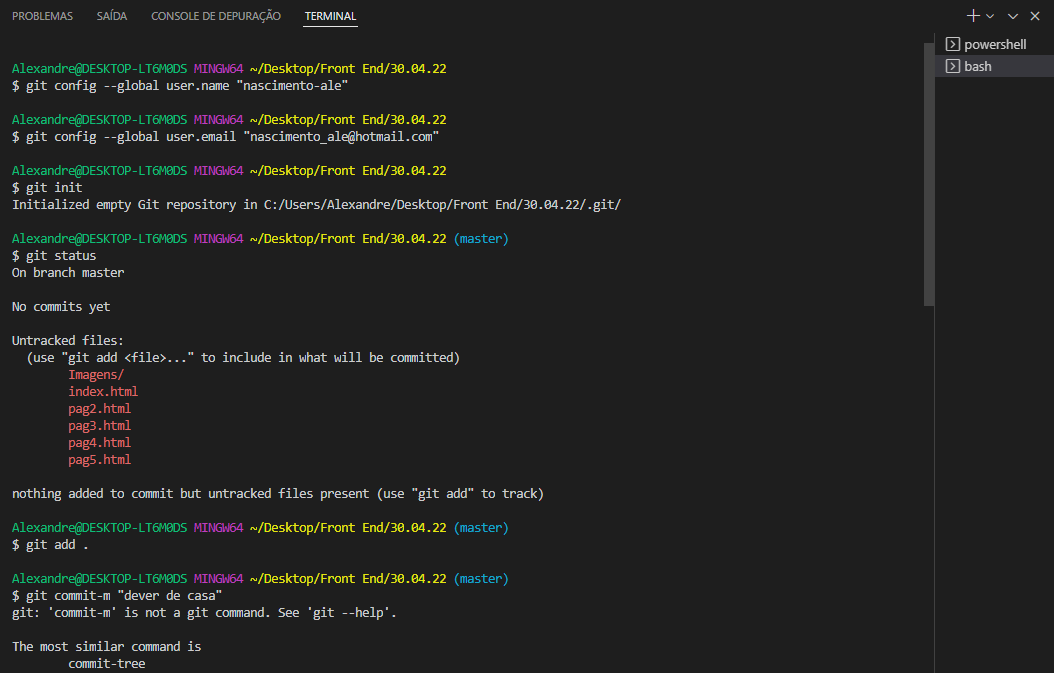 PROBLEMAS SAÍDA CONSOLE DE DEPURAÇÃO TERMINAL
powershell
bash
Alexandre@DESKTOP-LT6M0DS MINGW64 ~/Desktop/Front End/30.04.22
$ git config --global user.name "nascimento-ale"
Alexandre@DESKTOP-LT6M0DS MINGW64 ~/Desktop/Front End/30.04.22
$ git config --global user.email "nascimento_ale@hotmail.com"
Alexandre@DESKTOP-LT6M0DS MINGW64 ~/Desktop/Front End/30.04.22
$ git init
Initialized empty Git repository in C:/Users/Alexandre/Desktop/Front End/30.04.22/.git/
Alexandre@DESKTOP-LT6M0DS MINGW64 ~/Desktop/Front End/30.04.22 (master)
$ git status
On branch master
No commits yet
Untracked files:
(use "git add <file>..." to include in what will be committed)
Imagens/
index.html
pag2.html
pag3.html
pag4.html
pag5.html
nothing added to commit but untracked files present (use "git add" to track)
Alexandre@DESKTOP-LT6M0DS MINGW64 ~/Desktop/Front End/30.04.22 (master)
$ git add .
Alexandre@DESKTOP-LT6M0DS MINGW64 ~/Desktop/Front End/30.04.22 (master)
$ git commit-m "dever de casa"
git: 'commit-m' is not a git command. See 'git --help'.
The most similar command is
commit-tree